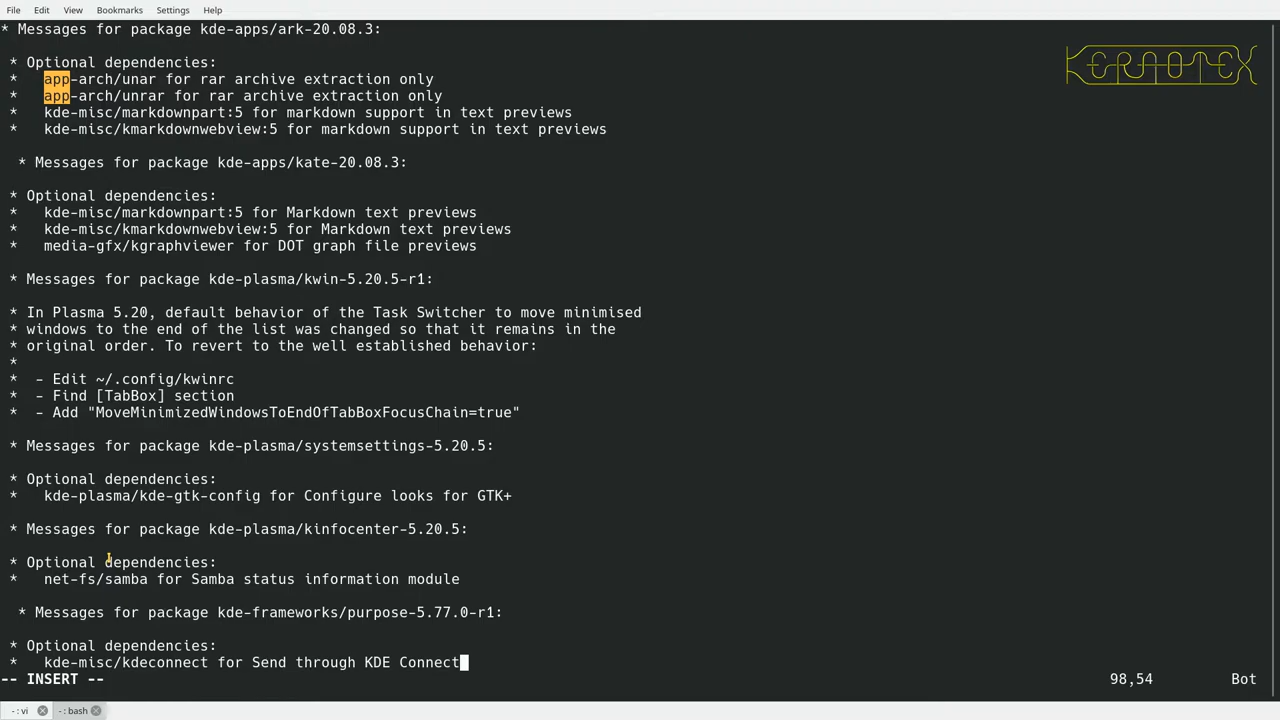 File Edit View Bookmarks Settings Help
* Messages for package kde-apps/ark-20.08.3:
KERAOTEX
* Optional dependencies:
*   app-arch/unar for rar archive extraction only
*   app-arch/unrar for rar archive extraction only
*   kde-misc/markdownpart:5 for markdown support in text previews
*   kde-misc/kmarkdownwebview:5 for markdown support in text previews
* Messages for package kde-apps/kate-20.08.3:
* Optional dependencies:
*   kde-misc/markdownpart:5 for Markdown text previews
*   kde-misc/kmarkdownwebview:5 for Markdown text previews
*   media-gfx/kgraphviewer for DOT graph file previews
* Messages for package kde-plasma/kwin-5.20.5-r1:
* In Plasma 5.20, default behavior of the Task Switcher to move minimised
* windows to the end of the list was changed so that it remains in the
* original order. To revert to the well established behavior:
*
*  - Edit ~/.config/kwinrc
*  - Find [TabBox] section
*  - Add "MoveMinimizedWindowsToEndOfTabBoxFocusChain=true"
* Messages for package kde-plasma/systemsettings-5.20.5:
* Optional dependencies:
*   kde-plasma/kde-gtk-config for Configure looks for GTK+
* Messages for package kde-plasma/kinfocenter-5.20.5:
* Optional dependencies:
*   net-fs/samba for Samba status information module
* Messages for package kde-frameworks/purpose-5.77.0-r1:
* Optional dependencies:
*   kde-misc/kdeconnect for Send through KDE Connect
-- INSERT -- 98,54 Bot
- : vi - : bash